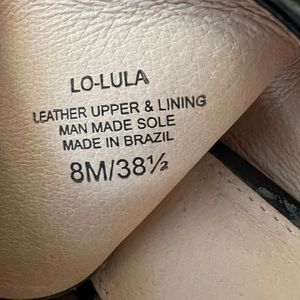 LO-LULA
LEATHER UPPER & LINING
MAN MADE SOLE
MADE IN BRAZIL
8M/38½